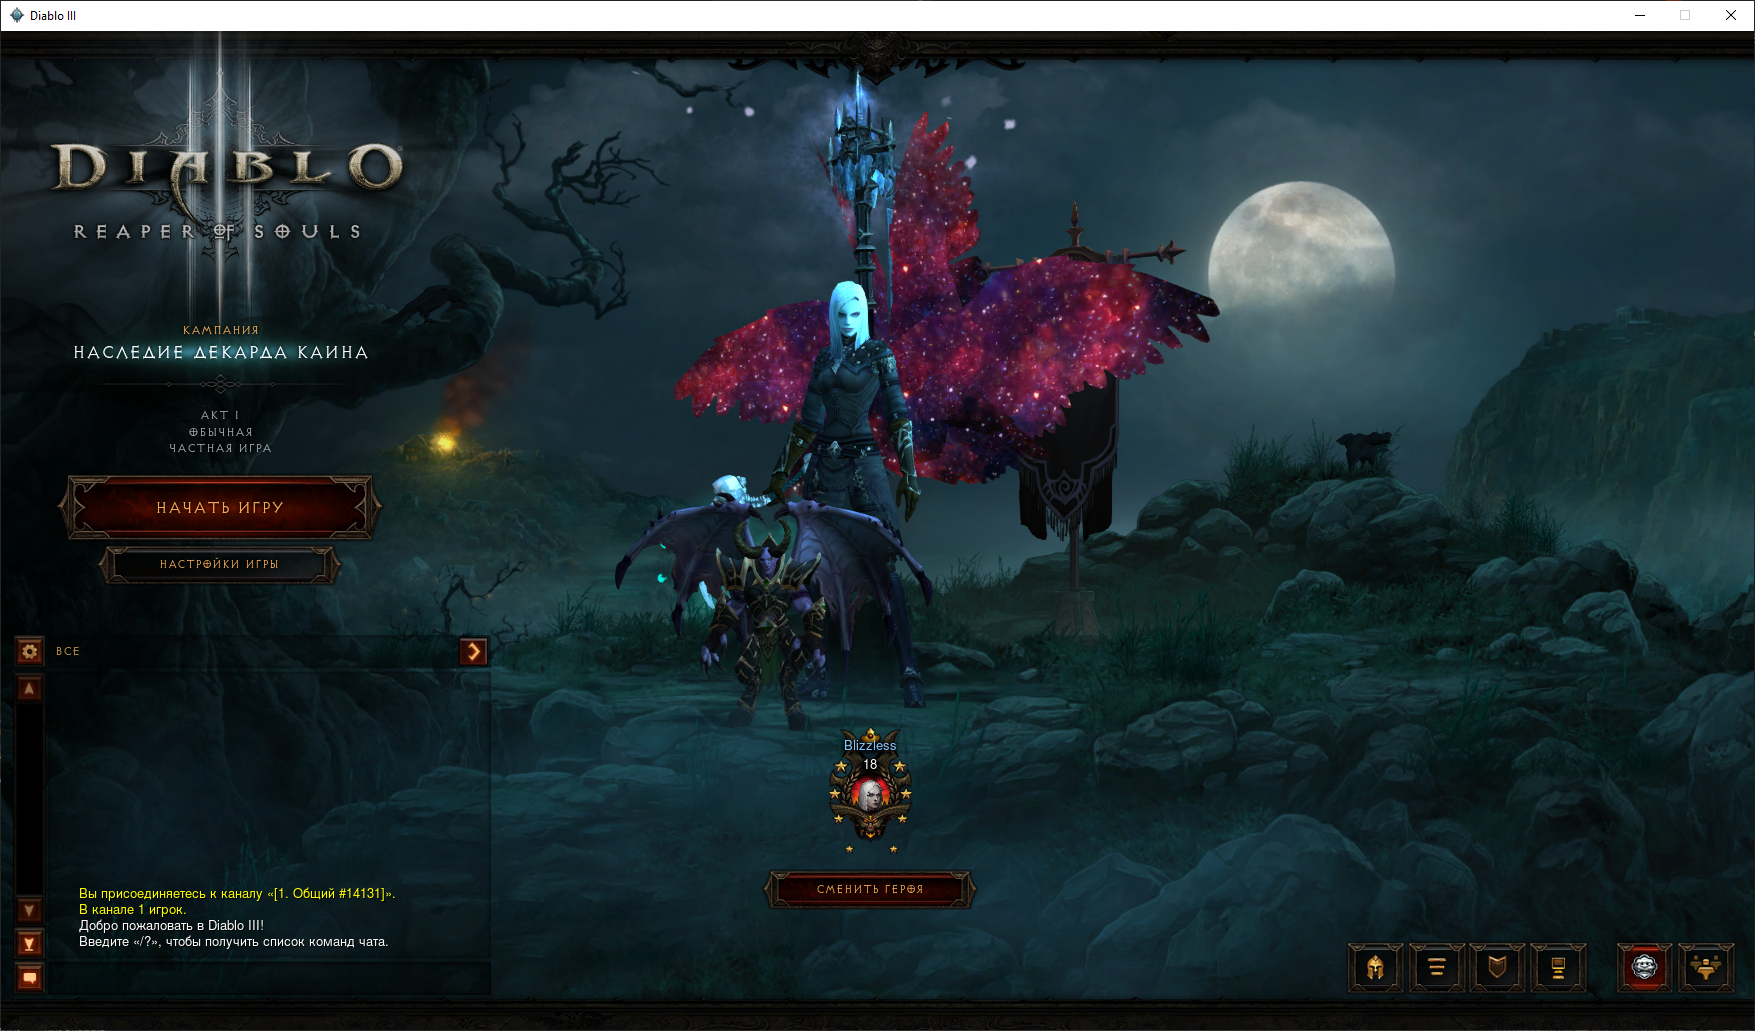 Diablo III
DIABLO
REAPER OF SOULS
КАМПАНИЯ
НАСЛЕДИЕ ДЕКАРДА КАИНА
АКТ I
ОБЫЧНАЯ
ЧАСТНАЯ ИГРА
НАЧАТЬ ИГРУ
НАСТРОЙКИ ИГРЫ
ВСЕ
Вы присоединяетесь к каналу «[1. Общий #14131]».
В канале 1 игрок.
Добро пожаловать в Diablo III!
Введите «/?», чтобы получить список команд чата.
Blizzless
18
СМЕНИТЬ ГЕРОЯ